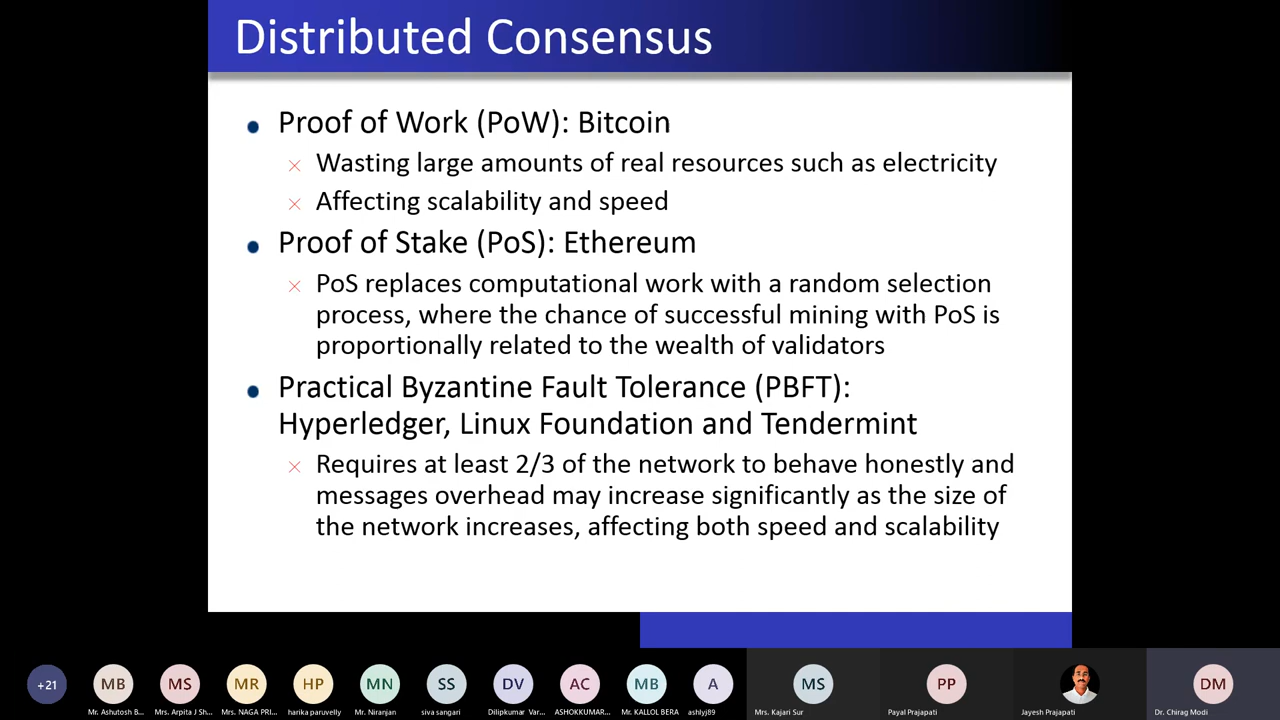 Distributed Consensus
Proof of Work (PoW): Bitcoin
Wasting large amounts of real resources such as electricity
Affecting scalability and speed
Proof of Stake (PoS): Ethereum
PoS replaces computational work with a random selection
process, where the chance of successful mining with PoS is
proportionally related to the wealth of validators
Practical Byzantine Fault Tolerance (PBFT):
Hyperledger, Linux Foundation and Tendermint
Requires at least 2/3 of the network to behave honestly and
messages overhead may increase significantly as the size of
the network increases, affecting both speed and scalability
+21 MB MS MR HP MN SS DV AC MB A MS PP DM
Mr. Ashutosh B... Mrs. Arpita J Sh... Mrs. NAGA PRI... harika paruvelly Mr. Niranjan siva sangari Dilipkumar Var... ASHOKKUMAR... Mr. KALLOL BERA ashlyj89 Mrs. Kajari Sur Payal Prajapati Jayesh Prajapati Dr. Chirag Modi